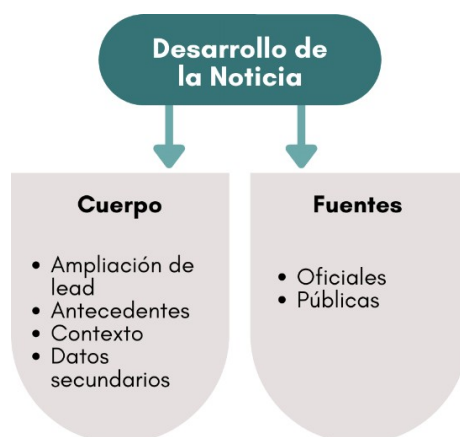 Desarrollo de
la Noticia
Cuerpo
• Ampliación de
lead
• Antecedentes
• Contexto
• Datos
secundarios
Fuentes
• Oficiales
• Públicas